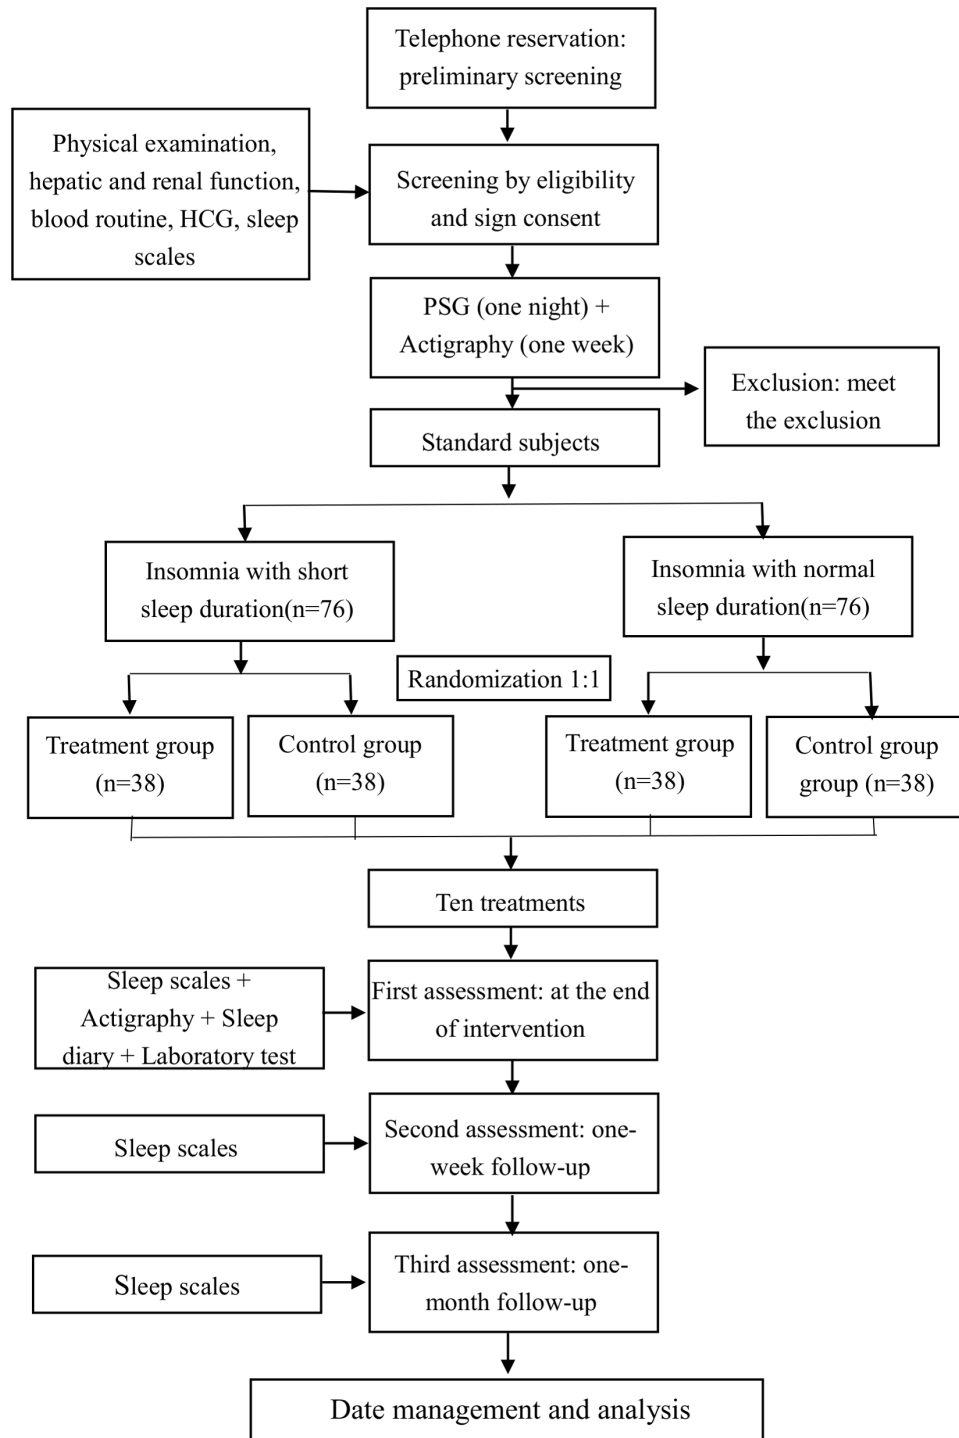 Telephone reservation:
preliminary screening
Physical examination,
hepatic and renal function,
blood routine, HCG, sleep
scales
Screening by eligibility
and sign consent
PSG (one night) +
Actigraphy (one week)
Exclusion: meet
the exclusion
Standard subjects
Insomnia with short
sleep duration(n=76)
Insomnia with normal
sleep duration(n=76)
Randomization 1:1
Treatment group
(n=38)
Control group
(n=38)
Treatment group
(n=38)
Control group
group (n=38)
Ten treatments
Sleep scales +
Actigraphy + Sleep
diary + Laboratory test
First assessment: at the end
of intervention
Sleep scales
Second assessment: one-
week follow-up
Sleep scales
Third assessment: one-
month follow-up
Date management and analysis